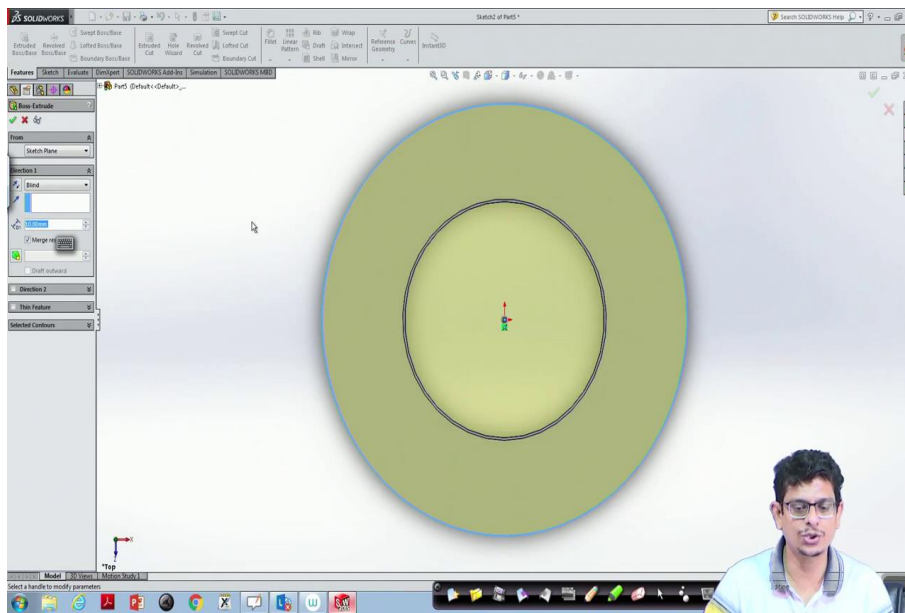 SOLIDWORKS
Sketch2 of Part5 *
Search SOLIDWORKS Help
Extruded Boss/Base
Revolved Boss/Base
Swept Boss/Base
Lofted Boss/Base
Boundary Boss/Base
Extruded Cut
Hole Wizard
Revolved Cut
Swept Cut
Lofted Cut
Boundary Cut
Fillet
Linear Pattern
Rib
Draft
Shell
Wrap
Intersect
Mirror
Reference Geometry
Curves
Instant3D
Features Sketch Evaluate DimXpert SOLIDWORKS Add-Ins Simulation SOLIDWORKS MBD
Part5 (Default<<Default>_...
Boss-Extrude
From
Sketch Plane
Direction 1
Blind
10.00mm
Merge
Draft outward
Direction 2
Thin Feature
Selected Contours
X
*Top
Model 3D Views Motion Study 1
Select a handle to modify parameters